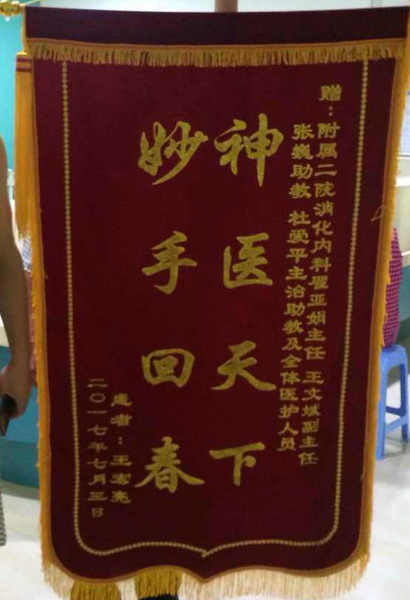 赠：附属二院消化内科瞿亚娟主任 王文斌副主任
张巍助教 杜爱平主治助教及全体医护人员
神医天下
妙手回春
患者：王宏亮
二〇一七年七月三日